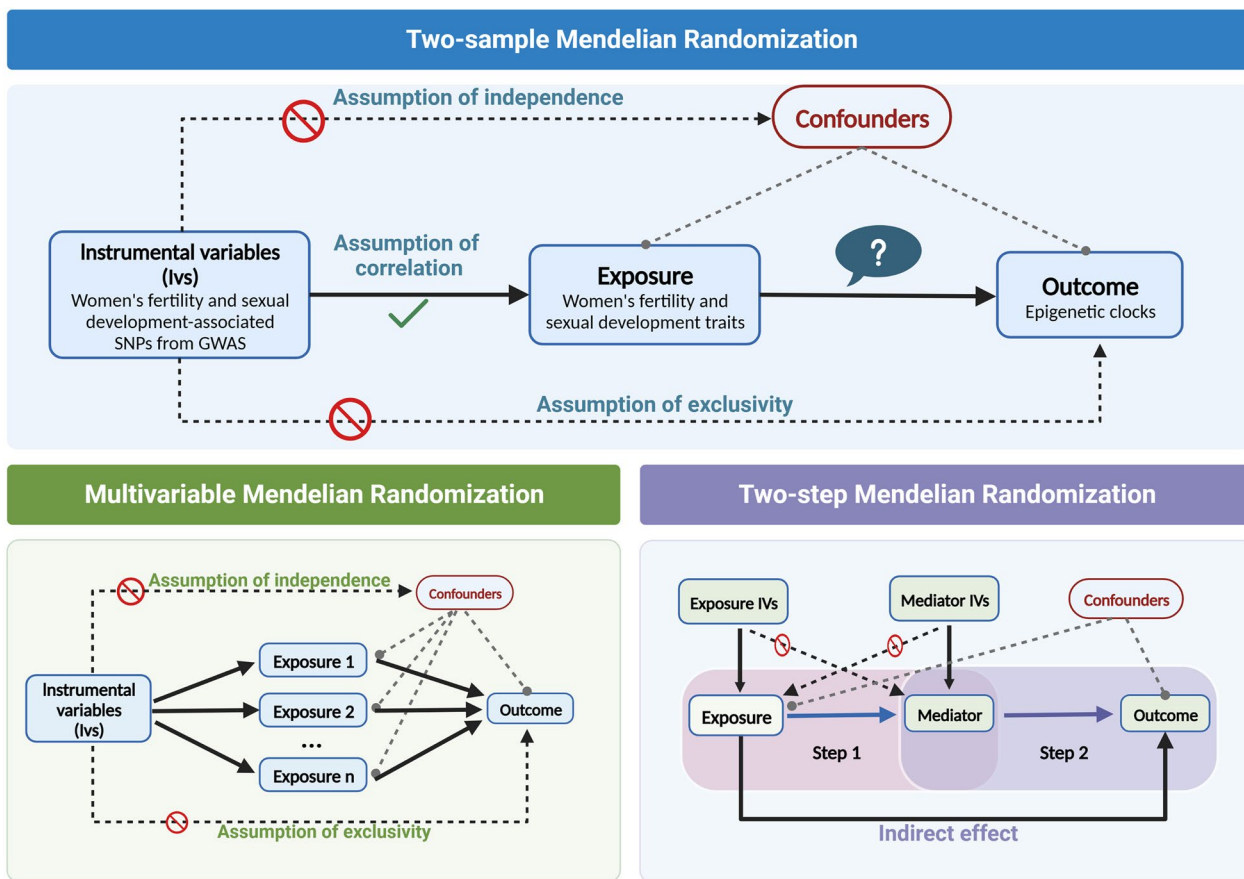 Two-sample Mendelian Randomization
Assumption of independence
Confounders
Instrumental variables
(Ivs)
Women's fertility and sexual
development-associated
SNPs from GWAS
Assumption of
correlation
Exposure
Women's fertility and
sexual development traits
?
Outcome
Epigenetic clocks
Assumption of exclusivity
Multivariable Mendelian Randomization
Assumption of independence
Confounders
Instrumental
variables
(Ivs)
Exposure 1
Exposure 2
...
Exposure n
Outcome
Assumption of exclusivity
Two-step Mendelian Randomization
Exposure IVs
Mediator IVs
Confounders
Exposure
Mediator
Outcome
Step 1
Step 2
Indirect effect